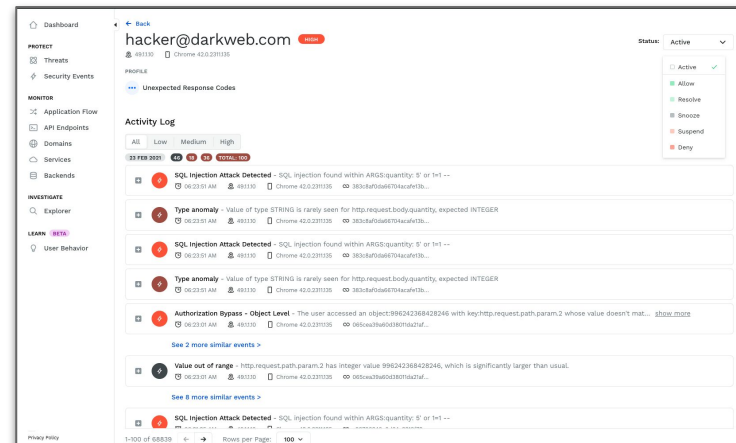 Dashboard
PROTECT
Threats
Security Events
MONITOR
Application Flow
API Endpoints
Domains
Services
Backends
INVESTIGATE
Explorer
LEARN BETA
User Behavior
Privacy Policy
← Back
hacker@darkweb.com HIGH
49.1.1.10 Chrome 42.0.2311.135
Status: Active
Active
Allow
Resolve
Snooze
Suspend
Deny
PROFILE
Unexpected Response Codes
Activity Log
All Low Medium High
23 FEB 2021 46 18 36 TOTAL: 100
SQL Injection Attack Detected - SQL injection found within ARGS:quantity: 5' or 1=1 --
06:23:51 AM 49.1.1.10 Chrome 42.0.2311.135 383c8af0da66704acafe13b...
Type anomaly - Value of type STRING is rarely seen for http.request.body.quantity, expected INTEGER
06:23:51 AM 49.1.1.10 Chrome 42.0.2311.135 383c8af0da66704acafe13b...
SQL Injection Attack Detected - SQL injection found within ARGS:quantity: 5' or 1=1 --
06:23:51 AM 49.1.1.10 Chrome 42.0.2311.135 383c8af0da66704acafe13b...
Type anomaly - Value of type STRING is rarely seen for http.request.body.quantity, expected INTEGER
06:23:51 AM 49.1.1.10 Chrome 42.0.2311.135 383c8af0da66704acafe13b...
Authorization Bypass - Object Level - The user accessed an object:996242368428246 with key:http.request.path.param.2 whose value doesn't mat... show more
06:23:01 AM 49.1.1.10 Chrome 42.0.2311.135 065cea39a60d38011da21af...
See 2 more similar events >
Value out of range - http.request.path.param.2 has integer value 996242368428246, which is significantly larger than usual.
06:23:01 AM 49.1.1.10 Chrome 42.0.2311.135 065cea39a60d38011da21af...
See 8 more similar events >
SQL Injection Attack Detected - SQL injection found within ARGS:quantity: 5' or 1=1 --
1-100 of 68839 ← → Rows per Page: 100